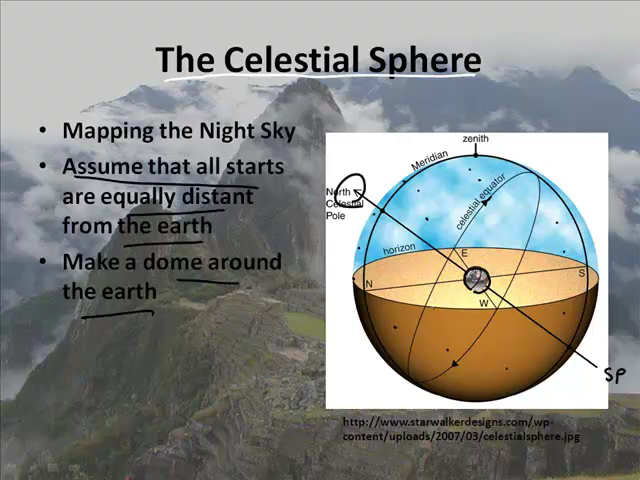 The Celestial Sphere
• Mapping the Night Sky
• Assume that all starts
are equally distant
from the earth
• Make a dome around
the earth
zenith
Meridian
North
Celestial
Pole
celestial equator
horizon
E
N
S
W
SP
http://www.starwalkerdesigns.com/wp-
content/uploads/2007/03/celestialsphere.jpg